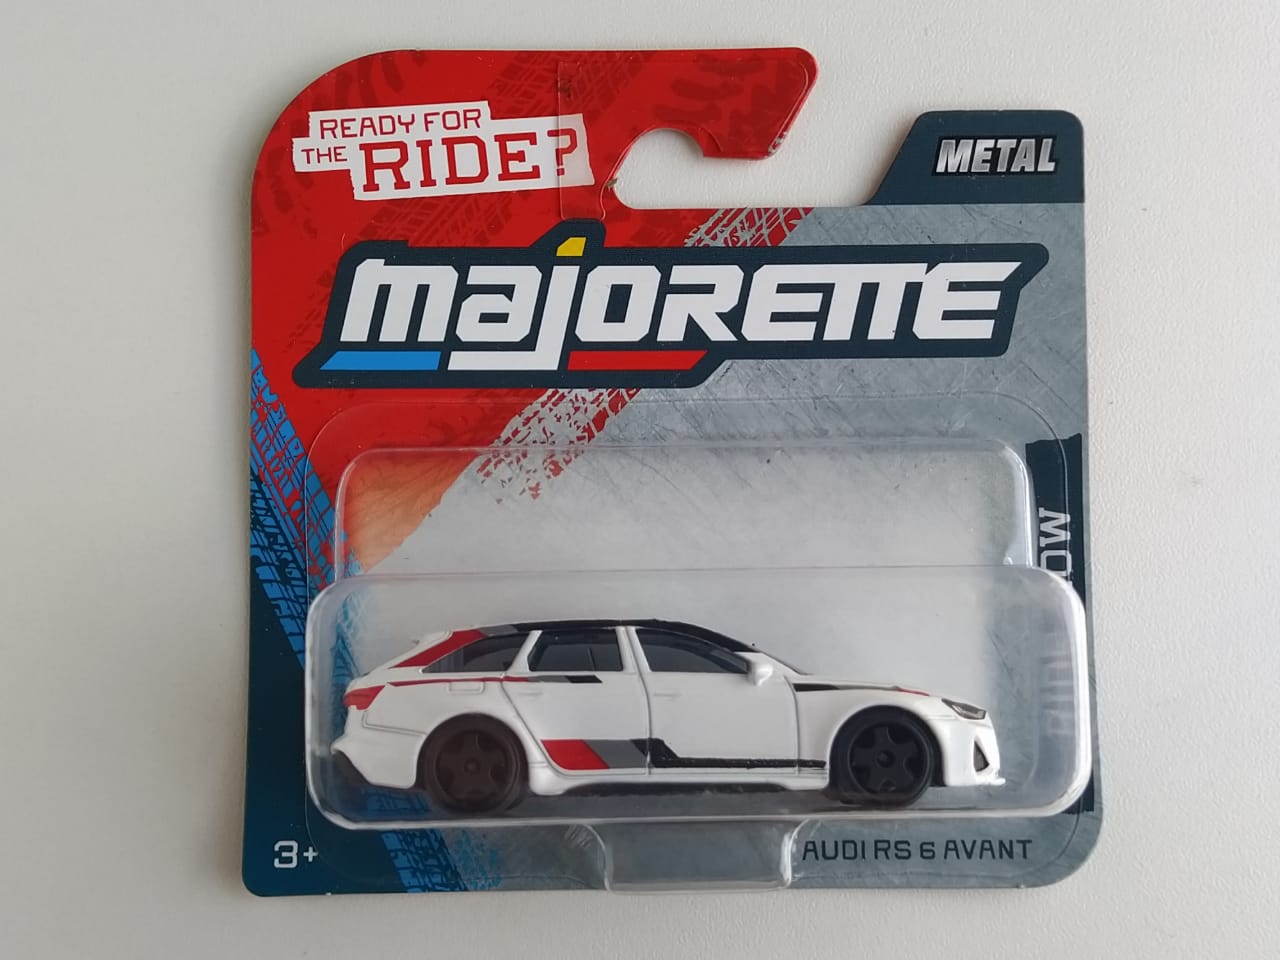 READY FOR
THE RIDE?
METAL
majorette
3+
AUDI RS 6 AVANT